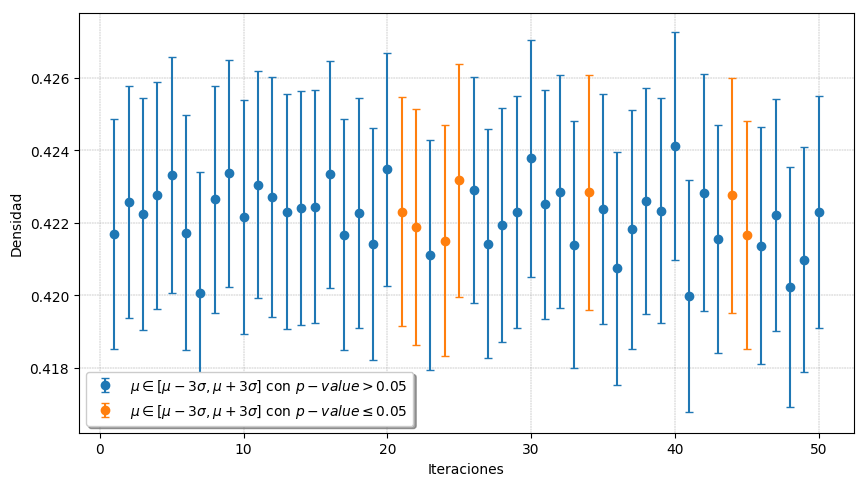 0.426
0.424
0.422
0.420
0.418
Densidad
μ ∈ [μ − 3σ, μ + 3σ] con p − value > 0.05
μ ∈ [μ − 3σ, μ + 3σ] con p − value ≤ 0.05
0 10 20 30 40 50
Iteraciones